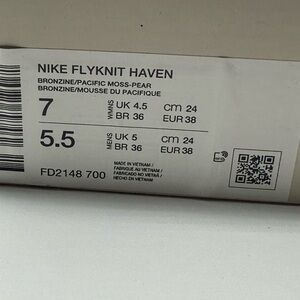 NIKE FLYKNIT HAVEN
BRONZINE/PACIFIC MOSS-PEAR
BRONZINE/MOUSSE DU PACIFIQUE
7 WMNS UK 4.5 cm 24
BR 36 EUR 38
5.5 MENS UK 5 cm 24
BR 36 EUR 38
MADE IN VIETNAM /
FABRIQUÉ AU VIETNAM /
FABRICADO NO VIETNÃ /
HECHO EN VIETNAM
FD2148 700